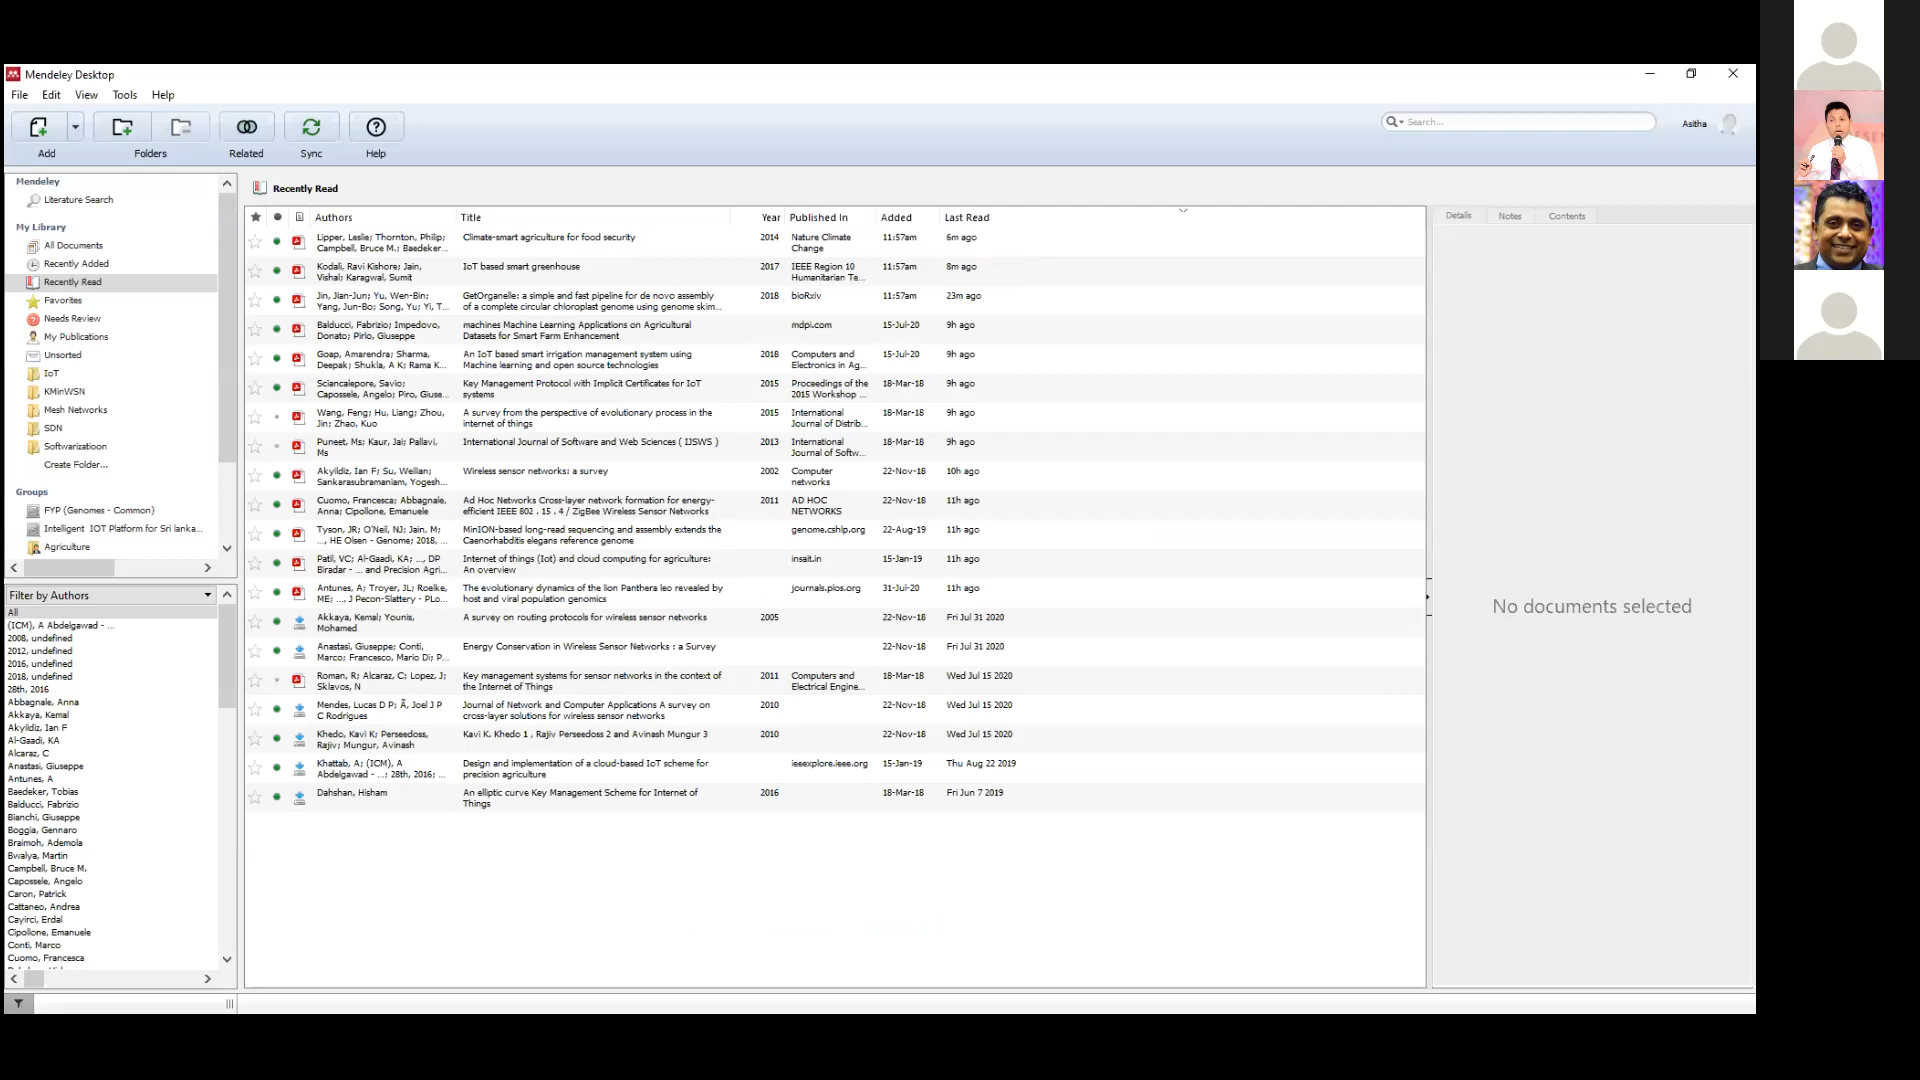 Mendeley Desktop
File Edit View Tools Help
Search...
Asitha
Add Folders Related Sync Help
Mendeley
Literature Search
My Library
All Documents
Recently Added
Recently Read
Favorites
Needs Review
My Publications
Unsorted
IoT
KMinWSN
Mesh Networks
SDN
Softwarizatioon
Create Folder...
Groups
FYP (Genomes - Common)
Intelligent IOT Platform for Sri lanka...
Agriculture
Filter by Authors
All
(ICM), A Abdelgawad - ...
2008, undefined
2012, undefined
2016, undefined
2018, undefined
28th, 2016
Abbagnale, Anna
Akkaya, Kemal
Akyildiz, Ian F
Al-Gaadi, KA
Alcaraz, C
Anastasi, Giuseppe
Antunes, A
Baedeker, Tobias
Balducci, Fabrizio
Bianchi, Giuseppe
Boggia, Gennaro
Braimoh, Ademola
Bwalya, Martin
Campbell, Bruce M.
Capossele, Angelo
Caron, Patrick
Cattaneo, Andrea
Cayirci, Erdal
Cipollone, Emanuele
Conti, Marco
Cuomo, Francesca
Recently Read
Authors Title Year Published In Added Last Read
Lipper, Leslie; Thornton, Philip; Climate-smart agriculture for food security 2014 Nature Climate 11:57am 6m ago
Campbell, Bruce M.; Baedeker... Change
Kodali, Ravi Kishore; Jain, IoT based smart greenhouse 2017 IEEE Region 10 11:57am 8m ago
Vishal; Karagwal, Sumit Humanitarian Te...
Jin, Jian-Jun; Yu, Wen-Bin; GetOrganelle: a simple and fast pipeline for de novo assembly 2018 bioRxiv 11:57am 23m ago
Yang, Jun-Bo; Song, Yu; Yi, T... of a complete circular chloroplast genome using genome skim...
Balducci, Fabrizio; Impedovo, machines Machine Learning Applications on Agricultural mdpi.com 15-Jul-20 9h ago
Donato; Pirlo, Giuseppe Datasets for Smart Farm Enhancement
Goap, Amarendra; Sharma, An IoT based smart irrigation management system using 2018 Computers and 15-Jul-20 9h ago
Deepak; Shukla, A K; Rama K... Machine learning and open source technologies Electronics in Ag...
Sciancalepore, Savio; Key Management Protocol with Implicit Certificates for IoT 2015 Proceedings of the 18-Mar-18 9h ago
Capossele, Angelo; Piro, Giuse... systems 2015 Workshop ...
Wang, Feng; Hu, Liang; Zhou, A survey from the perspective of evolutionary process in the 2015 International 18-Mar-18 9h ago
Jin; Zhao, Kuo internet of things Journal of Distrib...
Puneet, Ms; Kaur, Jai; Pallavi, International Journal of Software and Web Sciences ( IJSWS ) 2013 International 18-Mar-18 9h ago
Ms Journal of Softw...
Akyildiz, Ian F; Su, Weilian; Wireless sensor networks: a survey 2002 Computer 22-Nov-18 10h ago
Sankarasubramaniam, Yogesh... networks
Cuomo, Francesca; Abbagnale, Ad Hoc Networks Cross-layer network formation for energy- 2011 AD HOC 22-Nov-18 11h ago
Anna; Cipollone, Emanuele efficient IEEE 802 . 15 . 4 / ZigBee Wireless Sensor Networks NETWORKS
Tyson, JR; O'Neil, NJ; Jain, M; MinION-based long-read sequencing and assembly extends the genome.cshlp.org 22-Aug-19 11h ago
..., HE Olsen - Genome; 2018, ... Caenorhabditis elegans reference genome
Patil, VC; Al-Gaadi, KA; ..., DP Internet of things (Iot) and cloud computing for agriculture: insait.in 15-Jan-19 11h ago
Biradar - ... and Precision Agri... An overview
Antunes, A; Troyer, JL; Roelke, The evolutionary dynamics of the lion Panthera leo revealed by journals.plos.org 31-Jul-20 11h ago
ME; ..., J Pecon-Slattery - PLo... host and viral population genomics
Akkaya, Kemal; Younis, A survey on routing protocols for wireless sensor networks 2005 22-Nov-18 Fri Jul 31 2020
Mohamed
Anastasi, Giuseppe; Conti, Energy Conservation in Wireless Sensor Networks : a Survey 22-Nov-18 Fri Jul 31 2020
Marco; Francesco, Mario Di; P...
Roman, R; Alcaraz, C; Lopez, J; Key management systems for sensor networks in the context of 2011 Computers and 18-Mar-18 Wed Jul 15 2020
Sklavos, N the Internet of Things Electrical Engine...
Mendes, Lucas D P; Ã, Joel J P Journal of Network and Computer Applications A survey on 2010 22-Nov-18 Wed Jul 15 2020
C Rodrigues cross-layer solutions for wireless sensor networks
Khedo, Kavi K; Perseedoss, Kavi K. Khedo 1 , Rajiv Perseedoss 2 and Avinash Mungur 3 2010 22-Nov-18 Wed Jul 15 2020
Rajiv; Mungur, Avinash
Khattab, A; (ICM), A Design and implementation of a cloud-based IoT scheme for ieeexplore.ieee.org 15-Jan-19 Thu Aug 22 2019
Abdelgawad - ...; 28th, 2016; ... precision agriculture
Dahshan, Hisham An elliptic curve Key Management Scheme for Internet of 2016 18-Mar-18 Fri Jun 7 2019
Things
Details Notes Contents
No documents selected